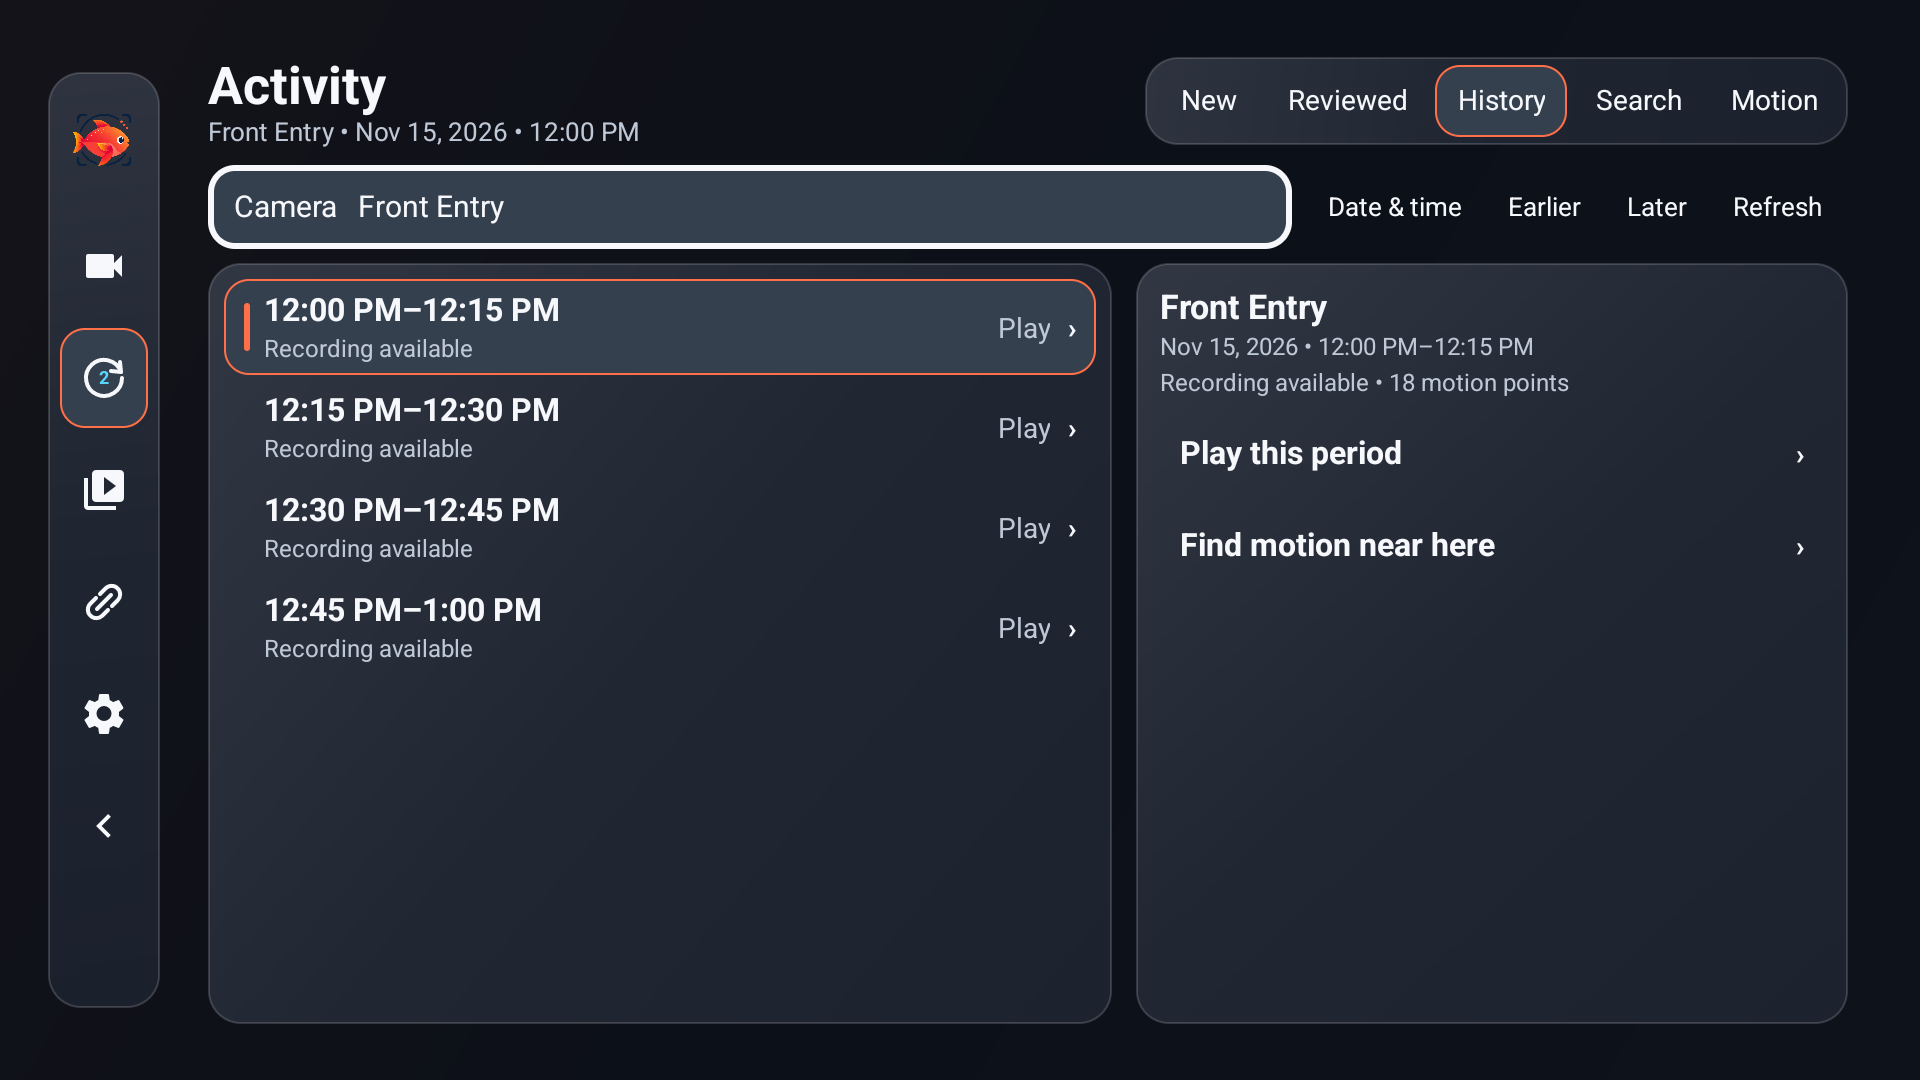 Activity
Front Entry • Nov 15, 2026 • 12:00 PM
New
Reviewed
History
Search
Motion
Camera Front Entry
Date & time
Earlier
Later
Refresh
2
12:00 PM–12:15 PM
Recording available
Play ›
12:15 PM–12:30 PM
Recording available
Play ›
12:30 PM–12:45 PM
Recording available
Play ›
12:45 PM–1:00 PM
Recording available
Play ›
Front Entry
Nov 15, 2026 • 12:00 PM–12:15 PM
Recording available • 18 motion points
Play this period ›
Find motion near here ›